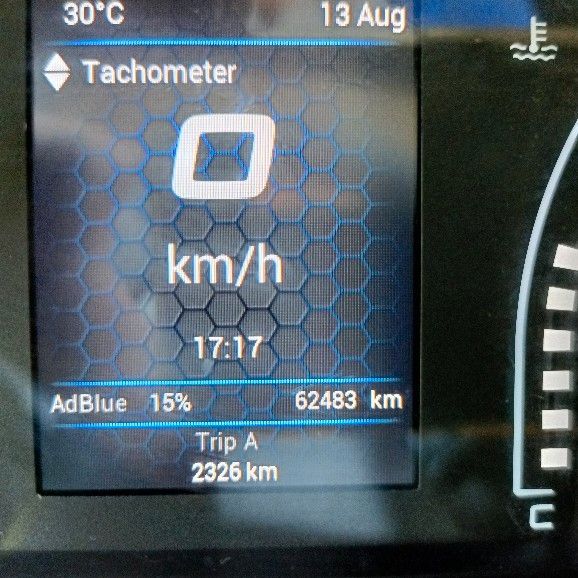 30°C 13 Aug
Tachometer
0
km/h
17:17
AdBlue 15% 62483 km
Trip A
2326 km
C